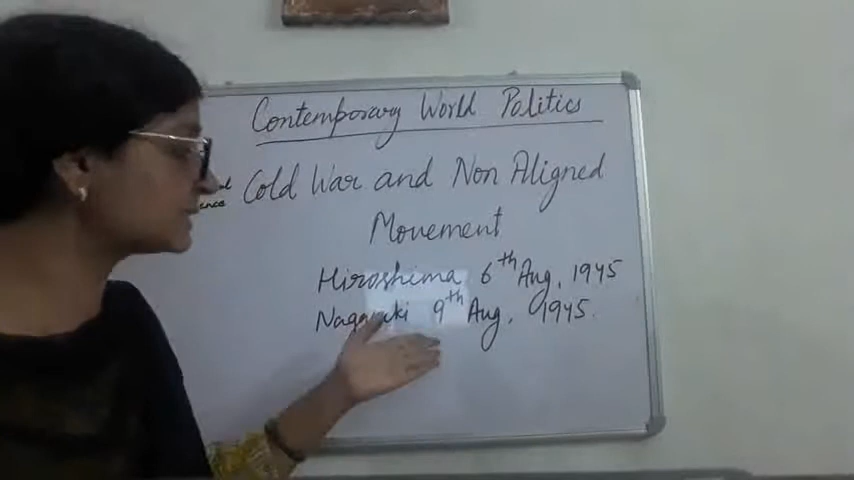 Contemporary World Politics
Cold War and Non Aligned
Movement
Hiroshima 6th Aug, 1945
Nagasaki 9th Aug, 1945.